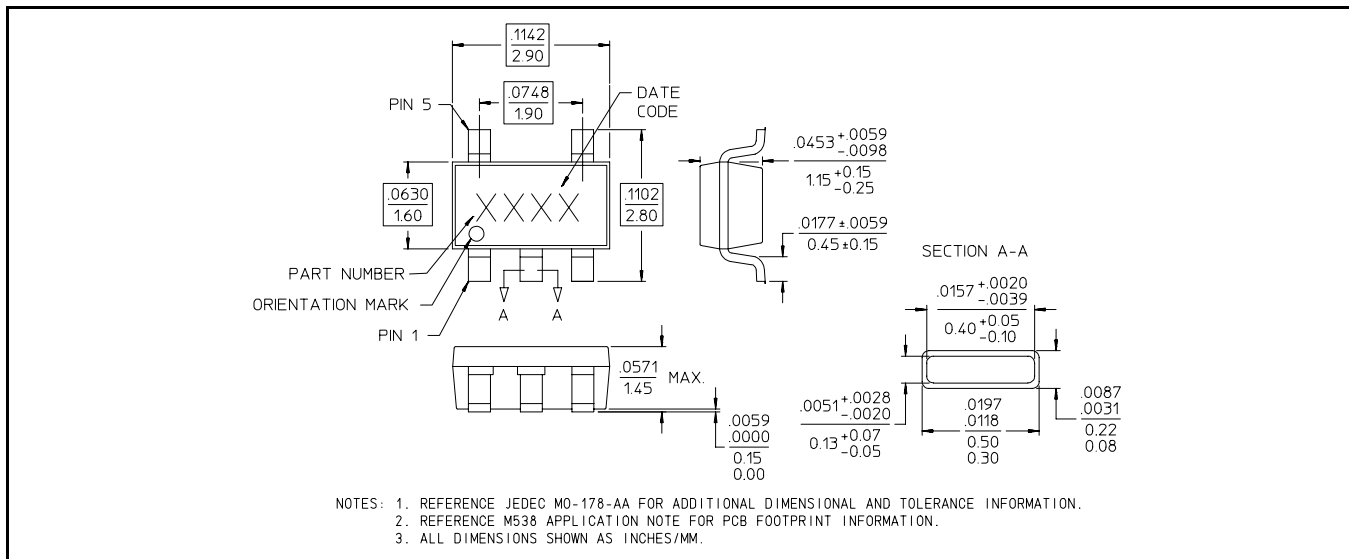 .1142
2.90
.0748
1.90
DATE
CODE
PIN 5
.0453 +.0059
-.0098
1.15 +0.15
-0.25
.0630
1.60
XXXX
.1102
2.80
.0177 ±.0059
0.45 ±0.15
SECTION A-A
PART NUMBER
ORIENTATION MARK
A A
PIN 1
.0157 +.0020
-.0039
0.40 +0.05
-0.10
.0571
1.45 MAX.
.0059
.0000
0.15
0.00
.0051 +.0028
-.0020
0.13 +0.07
-0.05
.0197
.0118
0.50
0.30
.0087
.0031
0.22
0.08
NOTES: 1. REFERENCE JEDEC MO-178-AA FOR ADDITIONAL DIMENSIONAL AND TOLERANCE INFORMATION.
2. REFERENCE M538 APPLICATION NOTE FOR PCB FOOTPRINT INFORMATION.
3. ALL DIMENSIONS SHOWN AS INCHES/MM.